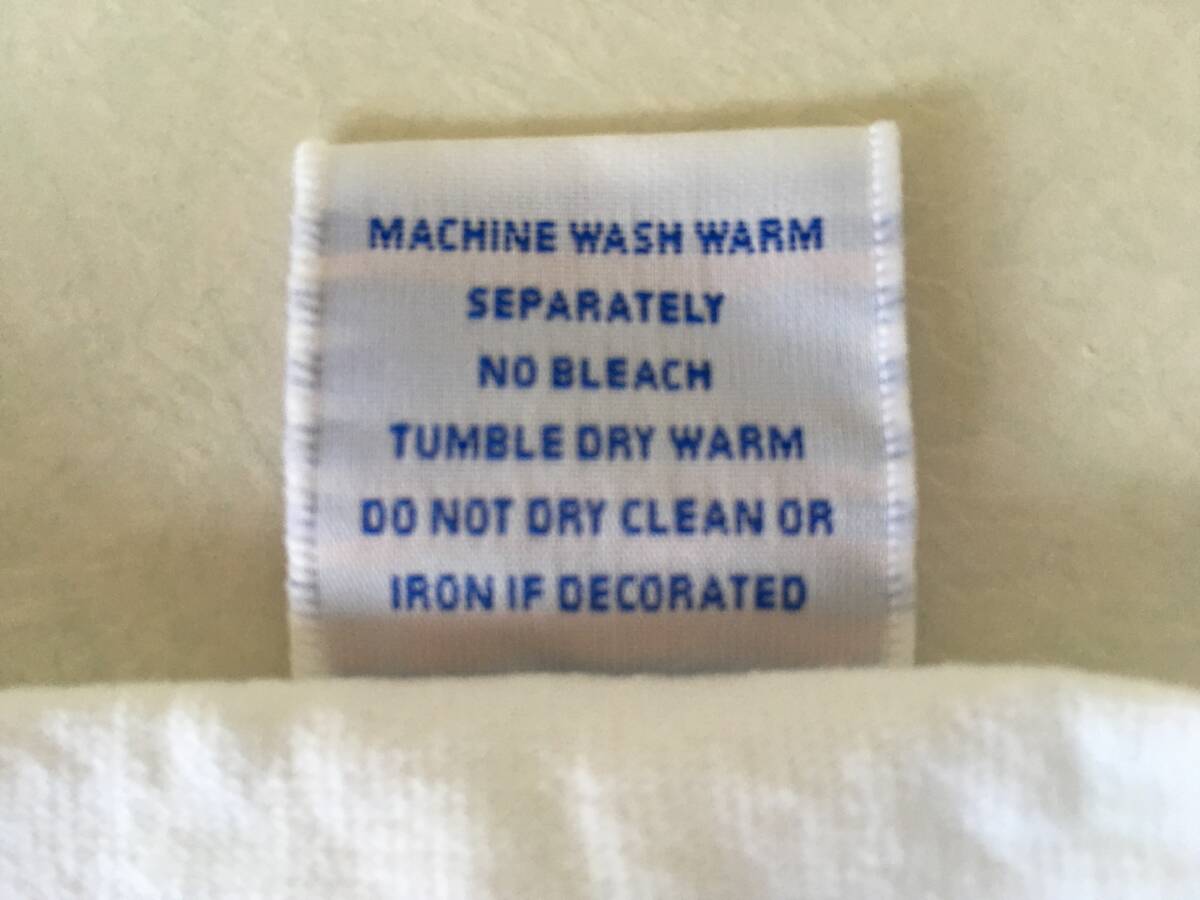 MACHINE WASH WARM
SEPARATELY
NO BLEACH
TUMBLE DRY WARM
DO NOT DRY CLEAN OR
IRON IF DECORATED